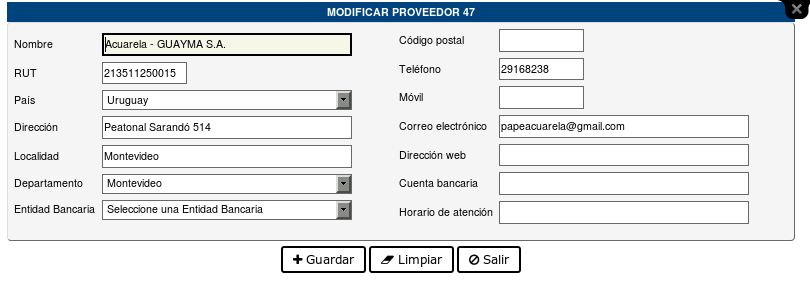 MODIFICAR PROVEEDOR 47
Nombre Acuarela - GUAYMA S.A.
RUT 213511250015
País Uruguay
Dirección Peatonal Sarandó 514
Localidad Montevideo
Departamento Montevideo
Entidad Bancaria Seleccione una Entidad Bancaria
Código postal
Teléfono 29168238
Móvil
Correo electrónico papeacuarela@gmail.com
Dirección web
Cuenta bancaria
Horario de atención
Guardar Limpiar Salir